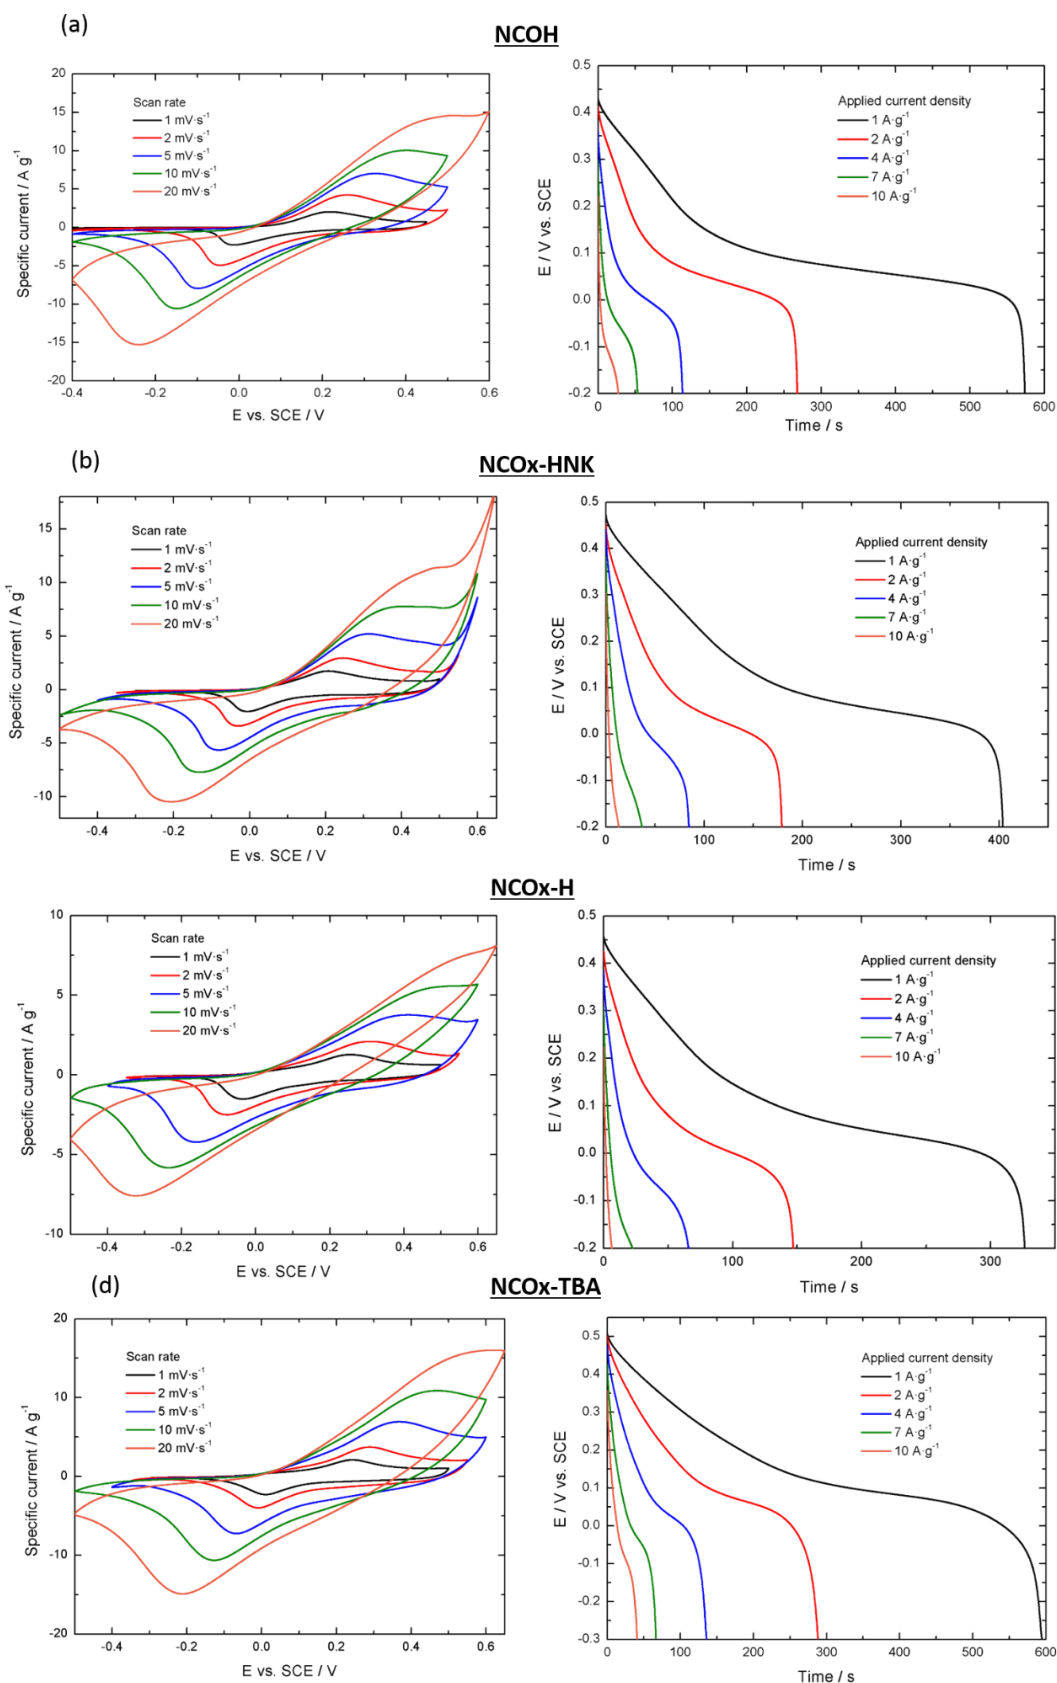 (a)
NCOH
Scan rate
1 mV·s⁻¹
2 mV·s⁻¹
5 mV·s⁻¹
10 mV·s⁻¹
20 mV·s⁻¹
Specific current / A g⁻¹
20
15
10
5
0
-5
-10
-15
-20
-0.4
-0.2
0.0
0.2
0.4
0.6
E vs. SCE / V
Applied current density
1 A·g⁻¹
2 A·g⁻¹
4 A·g⁻¹
7 A·g⁻¹
10 A·g⁻¹
E / V vs. SCE
0.5
0.4
0.3
0.2
0.1
0.0
-0.1
-0.2
0
100
200
300
400
500
600
Time / s
(b)
NCOx-HNK
Scan rate
1 mV·s⁻¹
2 mV·s⁻¹
5 mV·s⁻¹
10 mV·s⁻¹
20 mV·s⁻¹
Specific current / A g⁻¹
15
10
5
0
-5
-10
-0.4
-0.2
0.0
0.2
0.4
0.6
E vs. SCE / V
Applied current density
1 A·g⁻¹
2 A·g⁻¹
4 A·g⁻¹
7 A·g⁻¹
10 A·g⁻¹
E / V vs. SCE
0.5
0.4
0.3
0.2
0.1
0.0
-0.1
-0.2
0
100
200
300
400
Time / s
NCOx-H
Scan rate
1 mV·s⁻¹
2 mV·s⁻¹
5 mV·s⁻¹
10 mV·s⁻¹
20 mV·s⁻¹
Specific current / A g⁻¹
10
5
0
-5
-10
-0.4
-0.2
0.0
0.2
0.4
0.6
E vs. SCE / V
Applied current density
1 A·g⁻¹
2 A·g⁻¹
4 A·g⁻¹
7 A·g⁻¹
10 A·g⁻¹
E / V vs. SCE
0.5
0.4
0.3
0.2
0.1
0.0
-0.1
-0.2
0
100
200
300
Time / s
(d)
NCOx-TBA
Scan rate
1 mV·s⁻¹
2 mV·s⁻¹
5 mV·s⁻¹
10 mV·s⁻¹
20 mV·s⁻¹
Specific current / A g⁻¹
20
10
0
-10
-20
-0.4
-0.2
0.0
0.2
0.4
0.6
E vs. SCE / V
Applied current density
1 A·g⁻¹
2 A·g⁻¹
4 A·g⁻¹
7 A·g⁻¹
10 A·g⁻¹
E / V vs. SCE
0.5
0.4
0.3
0.2
0.1
0.0
-0.1
-0.2
-0.3
0
100
200
300
400
500
600
Time / s